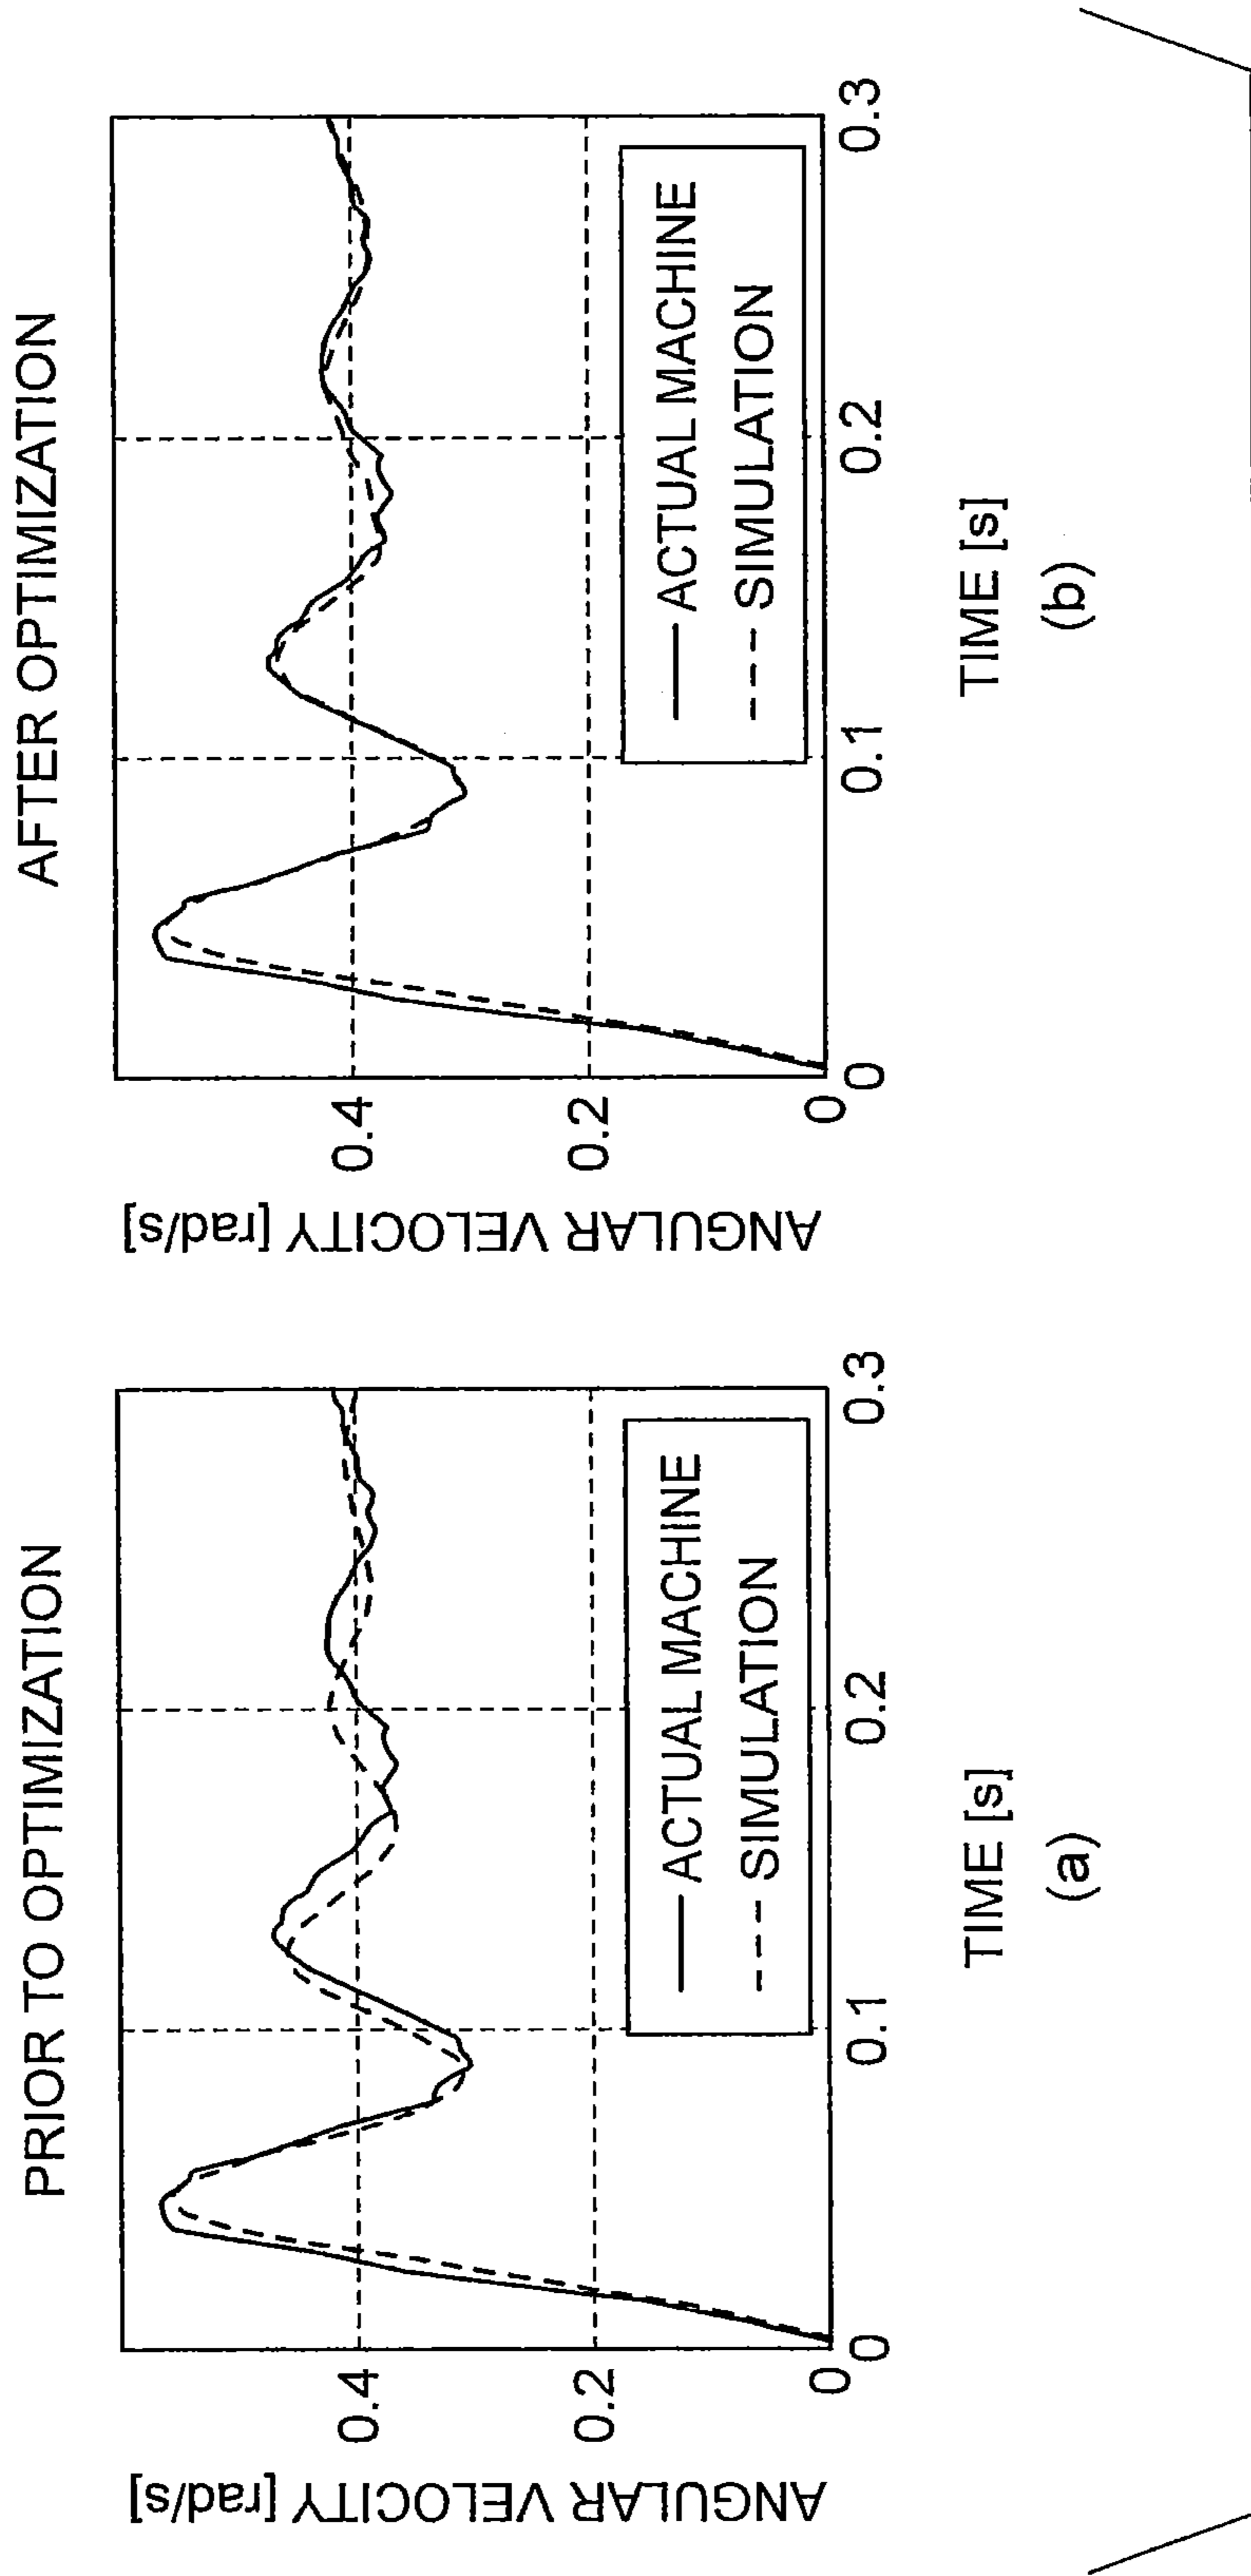 PRIOR TO OPTIMIZATION
ANGULAR VELOCITY [rad/s]
0.4
0.2
0
0
0.1
0.2
0.3
ACTUAL MACHINE
SIMULATION
TIME [s]
(a)
AFTER OPTIMIZATION
ANGULAR VELOCITY [rad/s]
0.4
0.2
0
0
0.1
0.2
0.3
ACTUAL MACHINE
SIMULATION
TIME [s]
(b)